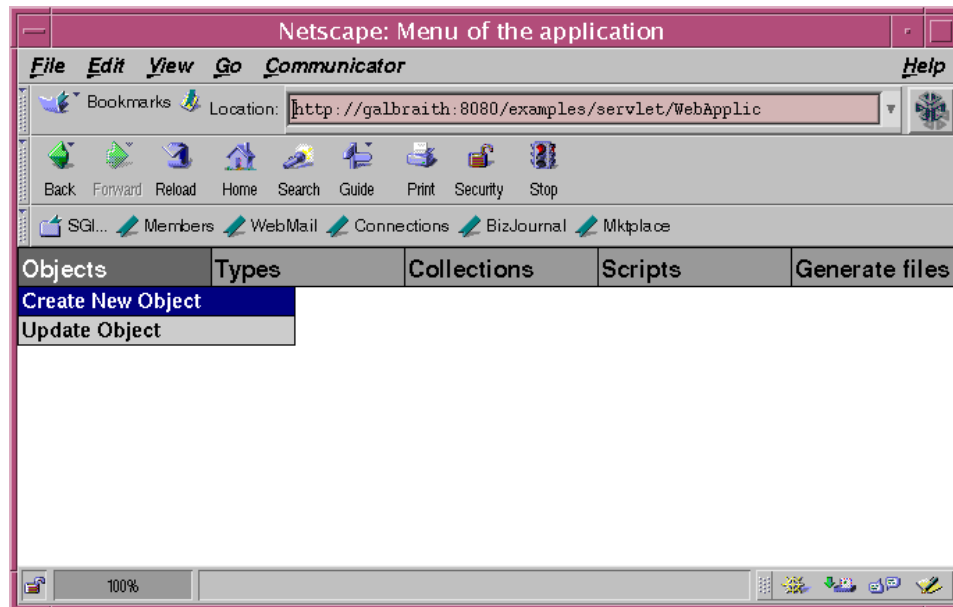 Netscape: Menu of the application
File Edit View Go Communicator Help
Bookmarks Location: http://galbraith:8080/examples/servlet/WebApplic
Back Forward Reload Home Search Guide Print Security Stop
SGI... Members WebMail Connections BizJournal Mktplace
Objects Types Collections Scripts Generate files
Create New Object
Update Object
100%